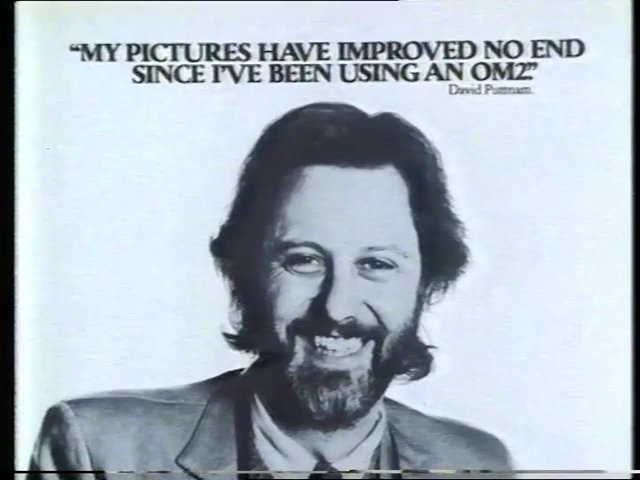 “MY PICTURES HAVE IMPROVED NO END
SINCE I'VE BEEN USING AN OM2.”
David Puttnam.